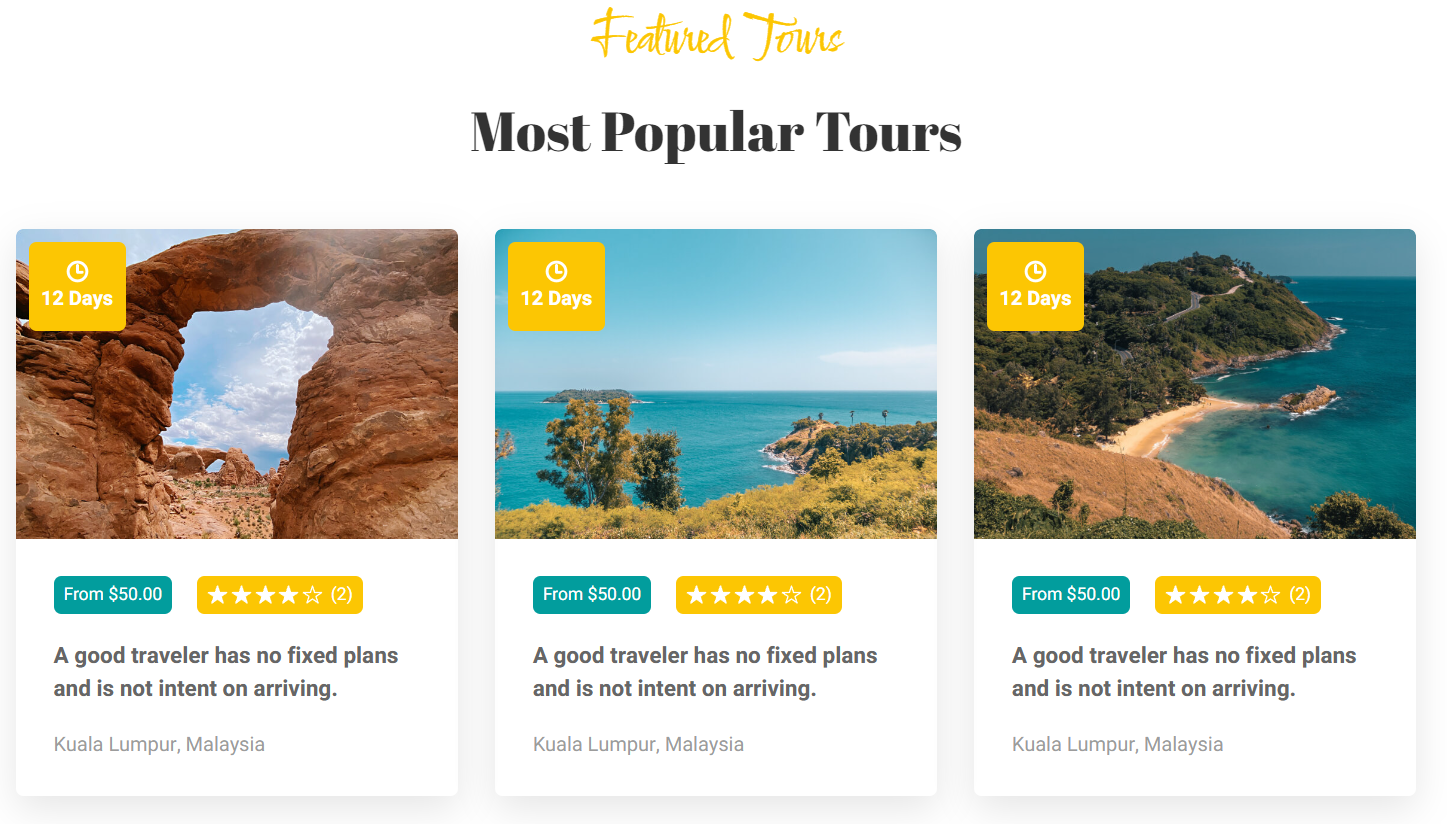 Featured Tours
Most Popular Tours
12 Days
12 Days
12 Days
From $50.00
★★★★☆ (2)
From $50.00
★★★★☆ (2)
From $50.00
★★★★☆ (2)
A good traveler has no fixed plans
and is not intent on arriving.
A good traveler has no fixed plans
and is not intent on arriving.
A good traveler has no fixed plans
and is not intent on arriving.
Kuala Lumpur, Malaysia
Kuala Lumpur, Malaysia
Kuala Lumpur, Malaysia